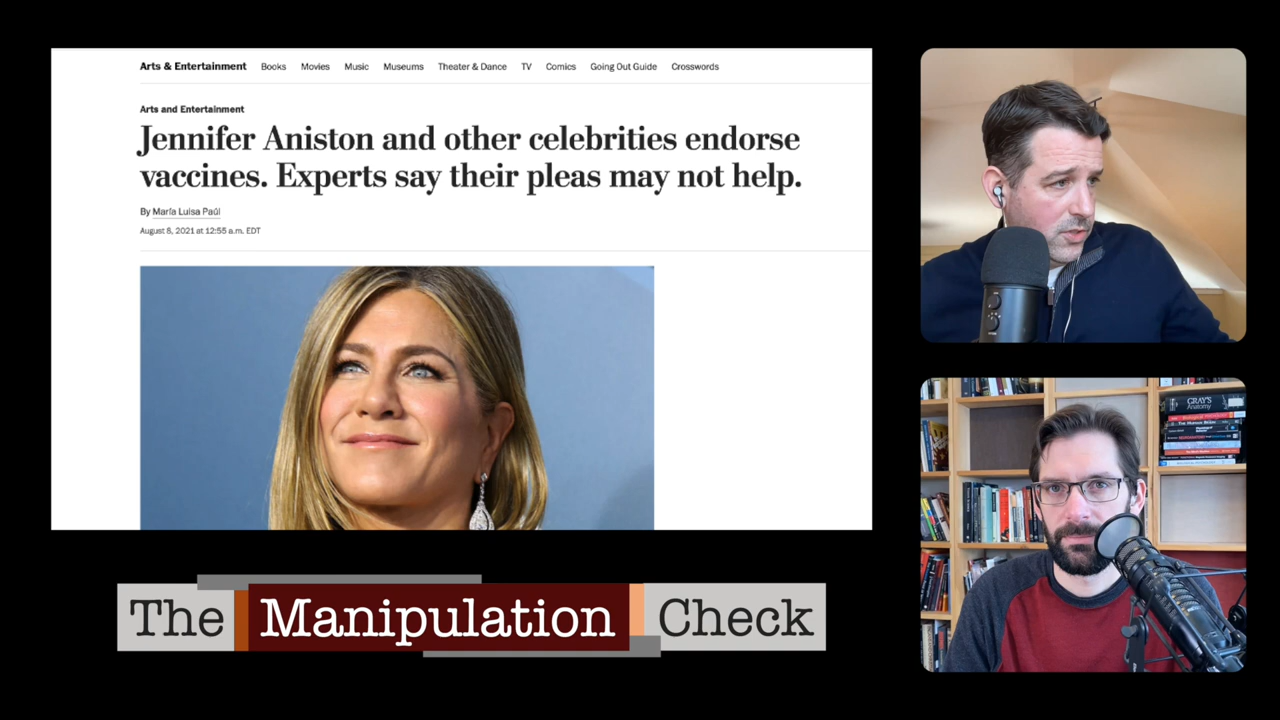 Arts & Entertainment Books Movies Music Museums Theater & Dance TV Comics Going Out Guide Crosswords
Arts and Entertainment
Jennifer Aniston and other celebrities endorse
vaccines. Experts say their pleas may not help.
By María Luisa Paúl
August 8, 2021 at 12:55 a.m. EDT
GRAY'S
Anatomy
The Manipulation Check